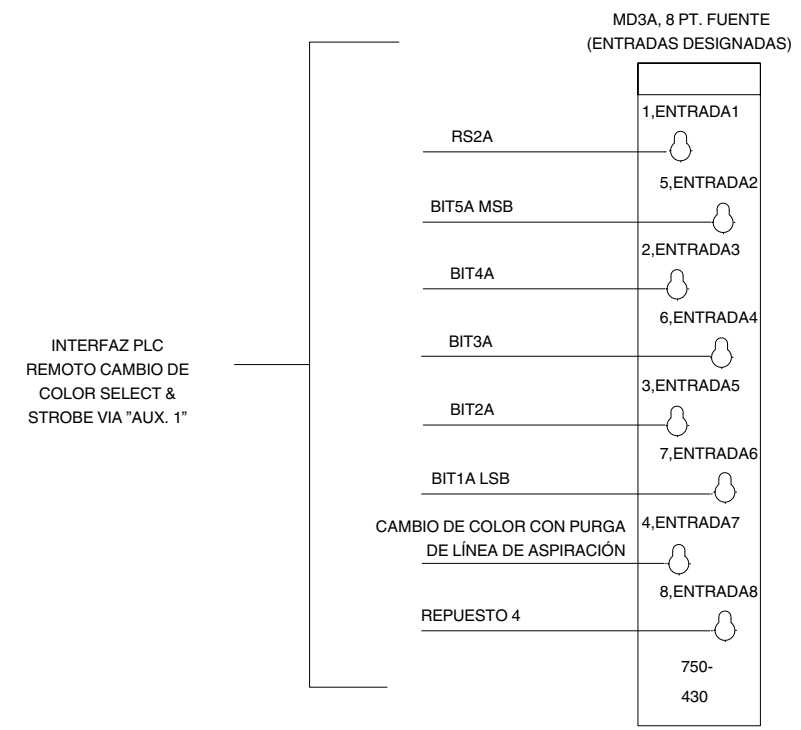 MD3A, 8 PT. FUENTE
(ENTRADAS DESIGNADAS)
1,ENTRADA1
RS2A
5,ENTRADA2
BIT5A MSB
2,ENTRADA3
BIT4A
6,ENTRADA4
BIT3A
INTERFAZ PLC
REMOTO CAMBIO DE
COLOR SELECT &
STROBE VIA ”AUX. 1”
3,ENTRADA5
BIT2A
7,ENTRADA6
BIT1A LSB
4,ENTRADA7
CAMBIO DE COLOR CON PURGA
DE LÍNEA DE ASPIRACIÓN
8,ENTRADA8
REPUESTO 4
750-
430